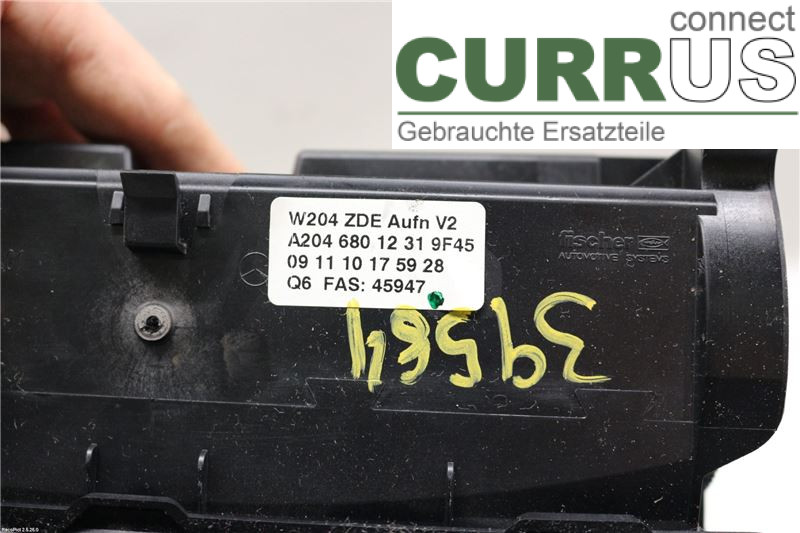 connect
CURRUS
Gebrauchte Ersatzteile
W204 ZDE Aufn V2
A204 680 12 31 9F45
09 11 10 17 59 28
Q6 FAS: 45947
fischer
AUTOMOTIVE SYSTEMS